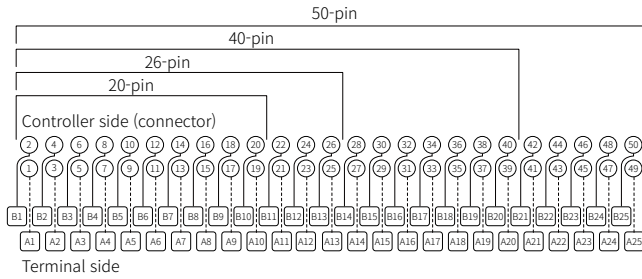 50-pin
40-pin
26-pin
20-pin
Controller side (connector)
2 4 6 8 10 12 14 16 18 20 22 24 26 28 30 32 34 36 38 40 42 44 46 48 50
1 3 5 7 9 11 13 15 17 19 21 23 25 27 29 31 33 35 37 39 41 43 45 47 49
B1 B2 B3 B4 B5 B6 B7 B8 B9 B10 B11 B12 B13 B14 B15 B16 B17 B18 B19 B20 B21 B22 B23 B24 B25
A1 A2 A3 A4 A5 A6 A7 A8 A9 A10 A11 A12 A13 A14 A15 A16 A17 A18 A19 A20 A21 A22 A23 A24 A25
Terminal side